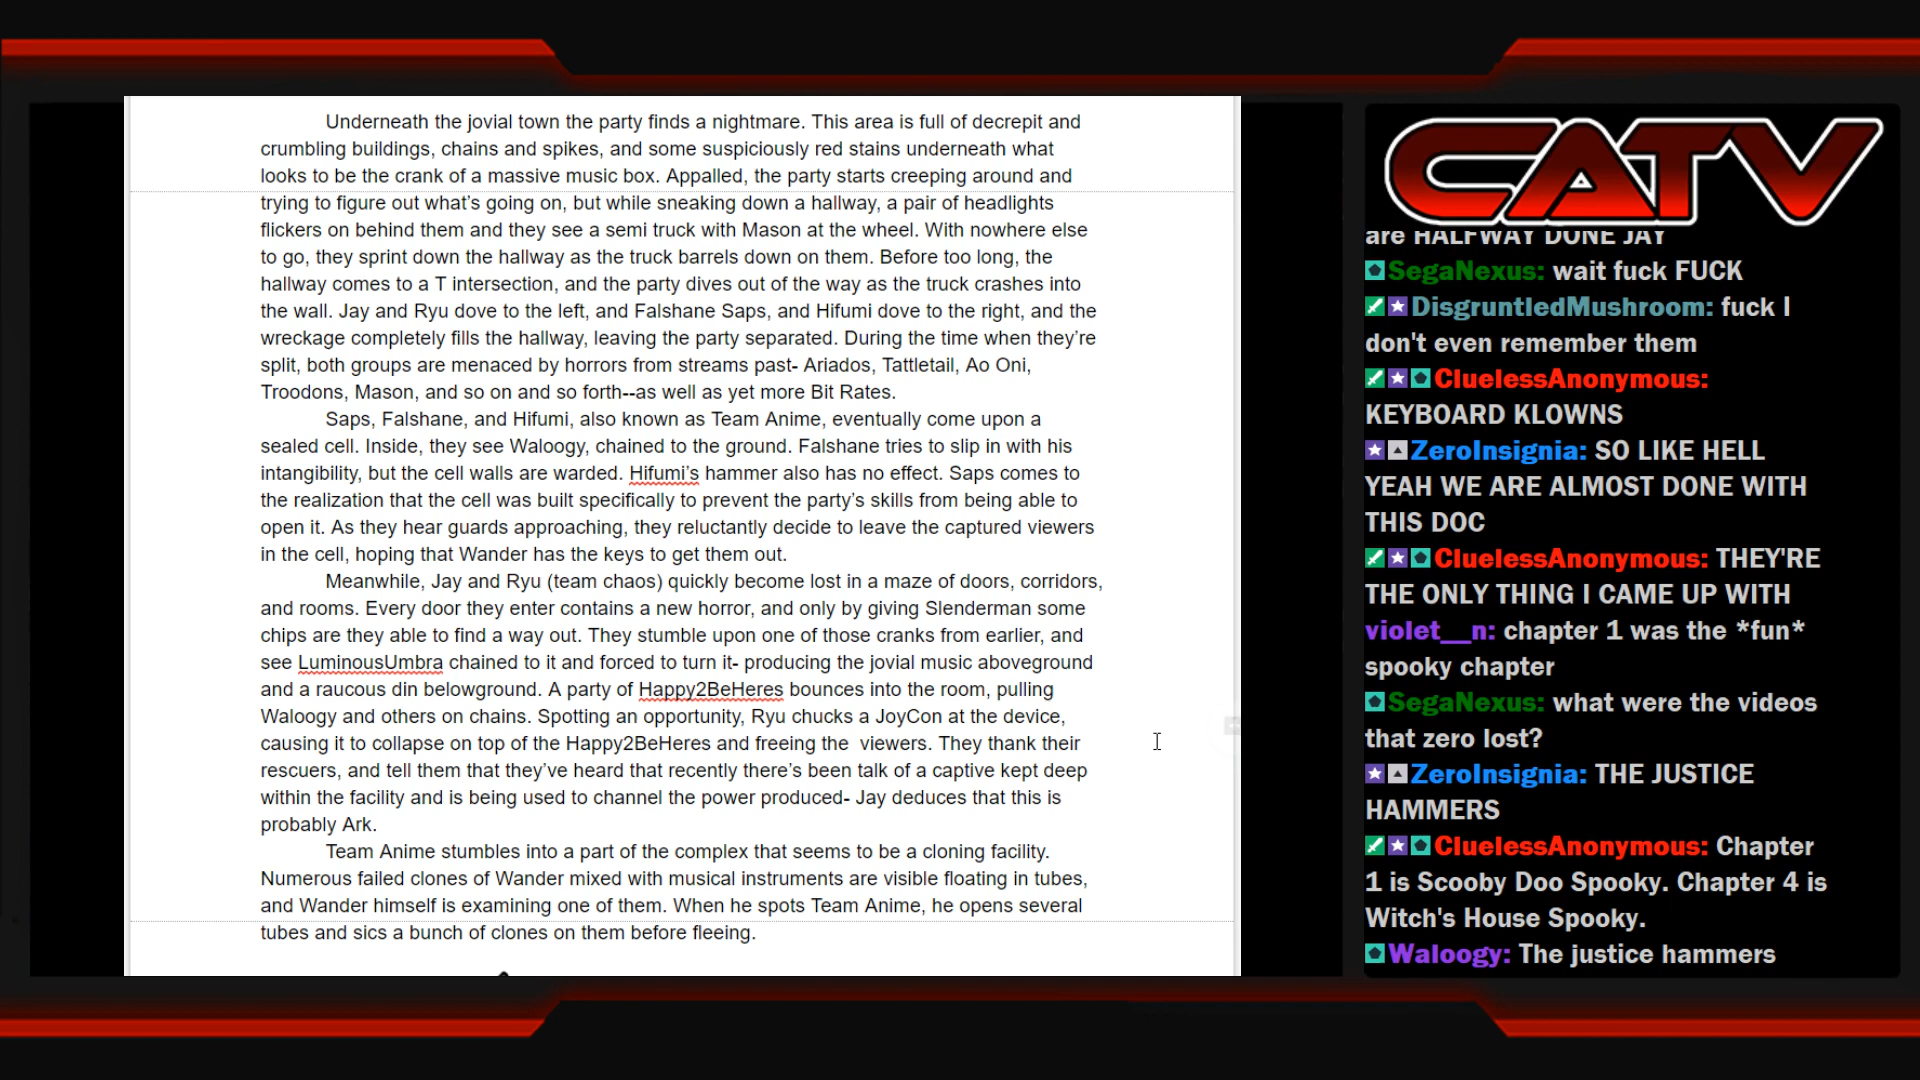 Underneath the jovial town the party finds a nightmare. This area is full of decrepit and
crumbling buildings, chains and spikes, and some suspiciously red stains underneath what
looks to be the crank of a massive music box. Appalled, the party starts creeping around and
trying to figure out what's going on, but while sneaking down a hallway, a pair of headlights
flickers on behind them and they see a semi truck with Mason at the wheel. With nowhere else
to go, they sprint down the hallway as the truck barrels down on them. Before too long, the
hallway comes to a T intersection, and the party dives out of the way as the truck crashes into
the wall. Jay and Ryu dove to the left, and Falshane Saps, and Hifumi dove to the right, and the
wreckage completely fills the hallway, leaving the party separated. During the time when they're
split, both groups are menaced by horrors from streams past- Ariados, Tattletail, Ao Oni,
Troodons, Mason, and so on and so forth--as well as yet more Bit Rates.
Saps, Falshane, and Hifumi, also known as Team Anime, eventually come upon a
sealed cell. Inside, they see Waloogy, chained to the ground. Falshane tries to slip in with his
intangibility, but the cell walls are warded. Hifumi's hammer also has no effect. Saps comes to
the realization that the cell was built specifically to prevent the party's skills from being able to
open it. As they hear guards approaching, they reluctantly decide to leave the captured viewers
in the cell, hoping that Wander has the keys to get them out.
Meanwhile, Jay and Ryu (team chaos) quickly become lost in a maze of doors, corridors,
and rooms. Every door they enter contains a new horror, and only by giving Slenderman some
chips are they able to find a way out. They stumble upon one of those cranks from earlier, and
see LuminousUmbra chained to it and forced to turn it- producing the jovial music aboveground
and a raucous din belowground. A party of Happy2BeHeres bounces into the room, pulling
Waloogy and others on chains. Spotting an opportunity, Ryu chucks a JoyCon at the device,
causing it to collapse on top of the Happy2BeHeres and freeing the  viewers. They thank their
rescuers, and tell them that they've heard that recently there's been talk of a captive kept deep
within the facility and is being used to channel the power produced- Jay deduces that this is
probably Ark.
Team Anime stumbles into a part of the complex that seems to be a cloning facility.
Numerous failed clones of Wander mixed with musical instruments are visible floating in tubes,
and Wander himself is examining one of them. When he spots Team Anime, he opens several
tubes and sics a bunch of clones on them before fleeing.
CATV
are HALFWAY DONE JAY
SegaNexus: wait fuck FUCK
DisgruntledMushroom: fuck I
don't even remember them
CluelessAnonymous:
KEYBOARD KLOWNS
ZeroInsignia: SO LIKE HELL
YEAH WE ARE ALMOST DONE WITH
THIS DOC
CluelessAnonymous: THEY'RE
THE ONLY THING I CAME UP WITH
violet__n: chapter 1 was the *fun*
spooky chapter
SegaNexus: what were the videos
that zero lost?
ZeroInsignia: THE JUSTICE
HAMMERS
CluelessAnonymous: Chapter
1 is Scooby Doo Spooky. Chapter 4 is
Witch's House Spooky.
Waloogy: The justice hammers